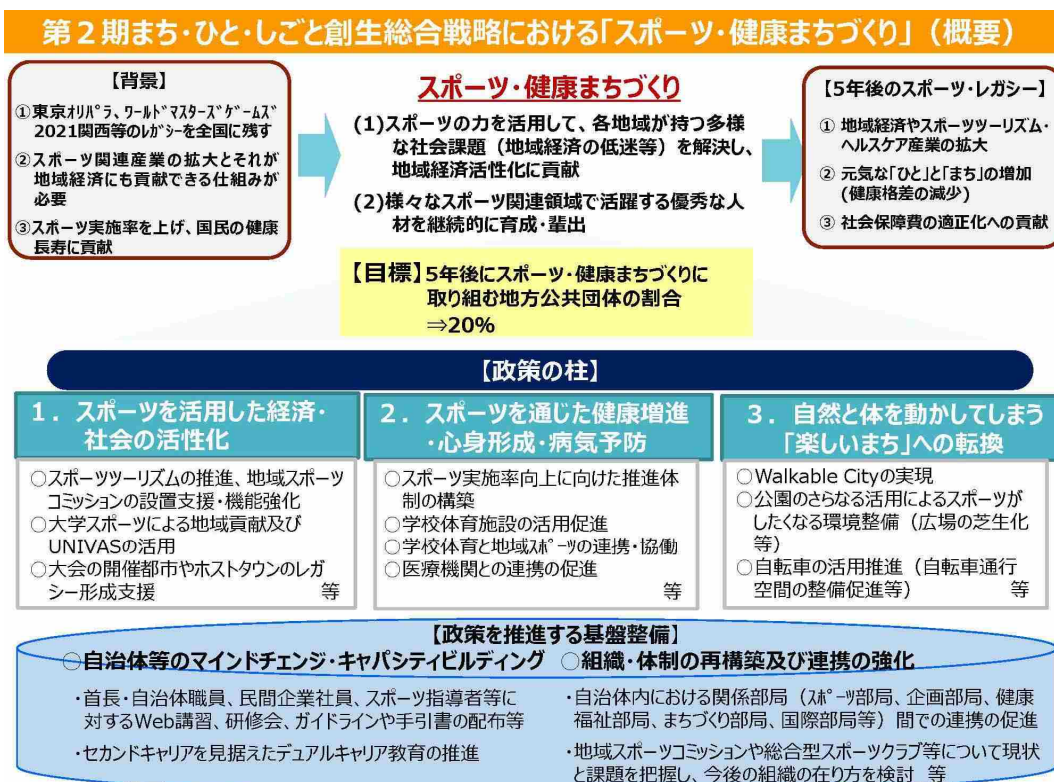 第２期まち・ひと・しごと創生総合戦略における「スポーツ・健康まちづくり」（概要）
【背景】
①東京ｵﾘﾊﾟﾗ、ﾜｰﾙﾄﾞﾏｽﾀｰｽﾞｹﾞｰﾑｽﾞ
2021関西等のﾚｶﾞｼｰを全国に残す
②スポーツ関連産業の拡大とそれが
地域経済にも貢献できる仕組みが
必要
③スポーツ実施率を上げ、国民の健康
長寿に貢献
スポーツ・健康まちづくり
(1)スポーツの力を活用して、各地域が持つ多様
な社会課題（地域経済の低迷等）を解決し、
地域経済活性化に貢献
(2)様々なスポーツ関連領域で活躍する優秀な人
材を継続的に育成・輩出
【5年後のスポーツ・レガシー】
① 地域経済やスポーツツーリズム・
ヘルスケア産業の拡大
② 元気な「ひと」と「まち」の増加
(健康格差の減少)
③ 社会保障費の適正化への貢献
【目標】5年後にスポーツ・健康まちづくりに
取り組む地方公共団体の割合
⇒20%
【政策の柱】
１．スポーツを活用した経済・
社会の活性化
○スポーツツーリズムの推進、地域スポーツ
コミッションの設置支援・機能強化
○大学スポーツによる地域貢献及び
UNIVASの活用
○大会の開催都市やホストタウンのレガ
シー形成支援 等
２．スポーツを通じた健康増進
・心身形成・病気予防
○スポーツ実施率向上に向けた推進体
制の構築
○学校体育施設の活用促進
○学校体育と地域ｽﾎﾟｰﾂの連携・協働
○医療機関との連携の促進
等
３．自然と体を動かしてしまう
「楽しいまち」への転換
○Walkable Cityの実現
○公園のさらなる活用によるスポーツが
したくなる環境整備（広場の芝生化
等）
○自転車の活用推進（自転車通行
空間の整備促進等） 等
【政策を推進する基盤整備】
○自治体等のマインドチェンジ・キャパシティビルディング
・首長・自治体職員、民間企業社員、スポーツ指導者等に
対するWeb講習、研修会、ガイドラインや手引書の配布等
・セカンドキャリアを見据えたデュアルキャリア教育の推進
○組織・体制の再構築及び連携の強化
・自治体内における関係部局（ｽﾎﾟｰﾂ部局、企画部局、健康
福祉部局、まちづくり部局、国際部局等）間での連携の促進
・地域スポーツコミッションや総合型スポーツクラブ等について現状
と課題を把握し、今後の組織の在り方を検討 等